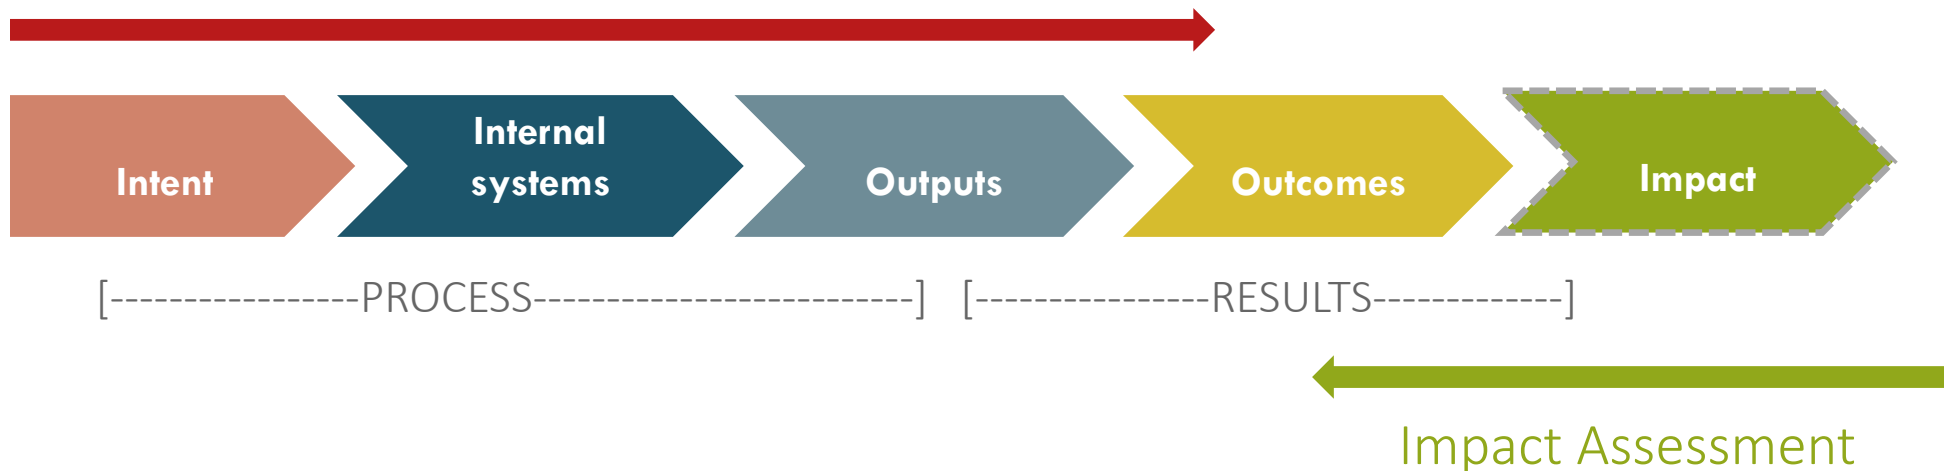 Intent
Internal
systems
Outputs
Outcomes
Impact
[-----------------PROCESS--------------------------] [----------------RESULTS-------------]
Impact Assessment